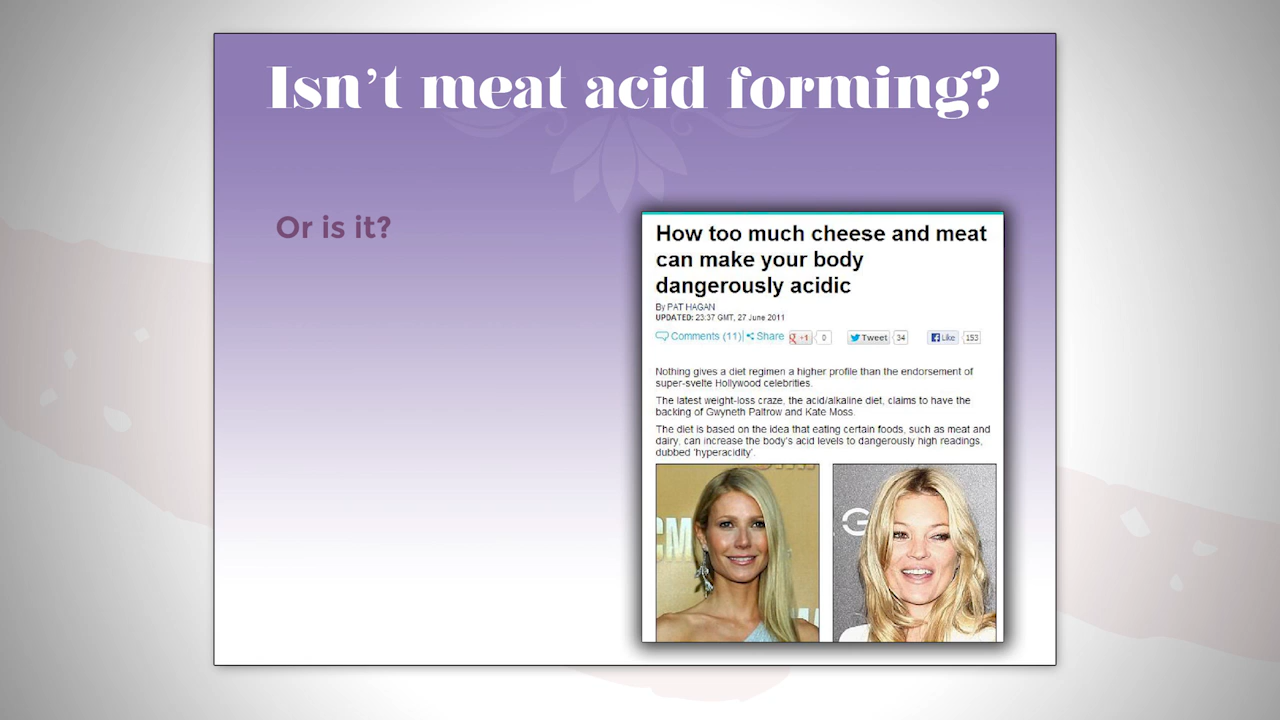 Isn't meat acid forming?
Or is it?
How too much cheese and meat
can make your body
dangerously acidic
By PAT HAGAN
UPDATED: 23:37 GMT, 27 June 2011
Comments (11) Share g +1 0 Tweet 34 Like 153
Nothing gives a diet regimen a higher profile than the endorsement of
super-svelte Hollywood celebrities.
The latest weight-loss craze, the acid/alkaline diet, claims to have the
backing of Gwyneth Paltrow and Kate Moss.
The diet is based on the idea that eating certain foods, such as meat and
dairy, can increase the body's acid levels to dangerously high readings,
dubbed 'hyperacidity'.
CM
G